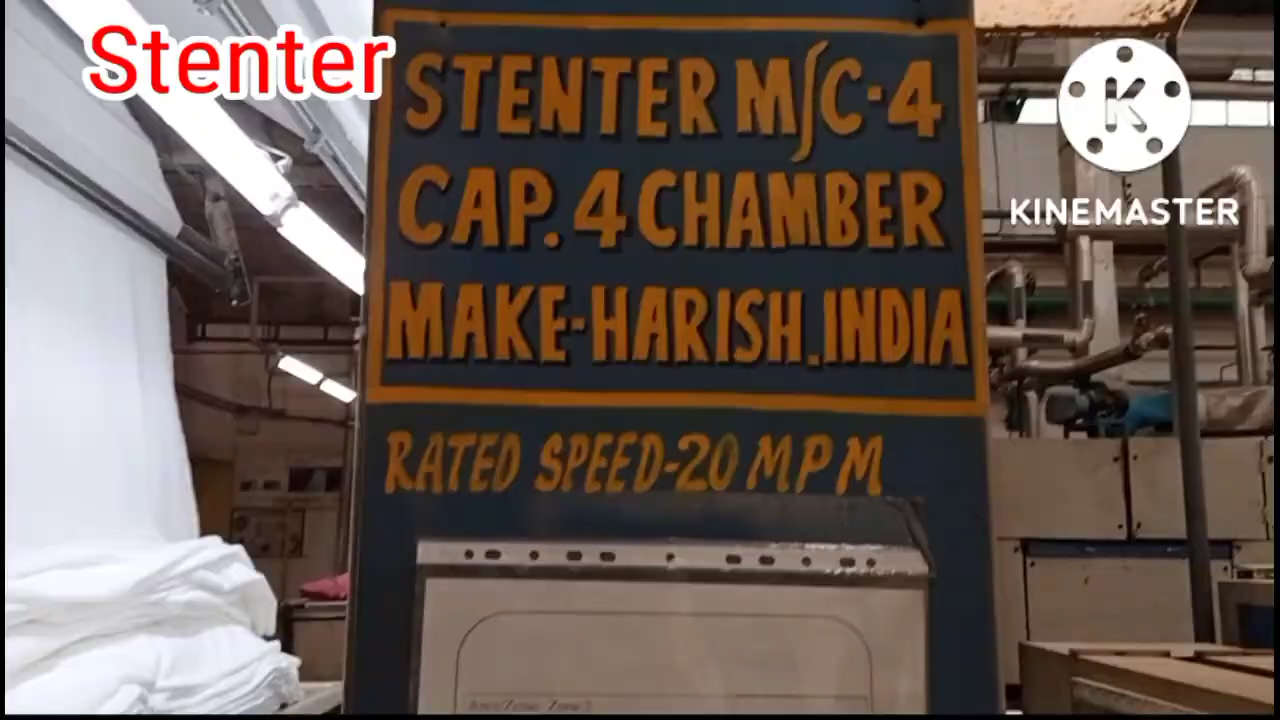 Stenter
STENTER M/C-4
CAP. 4 CHAMBER
MAKE-HARISH.INDIA
RATED SPEED-20 MPM
K
KINEMASTER